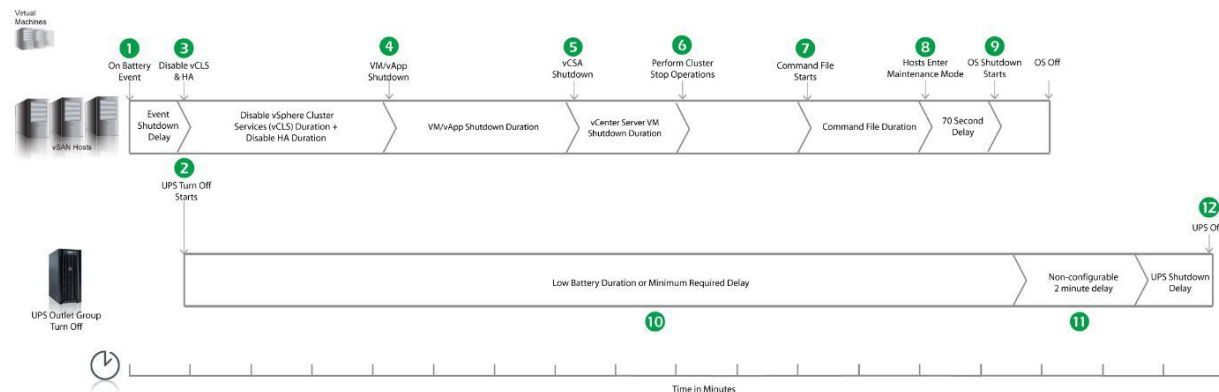 Virtual
Machines
1
3
4
5
6
7
8
9
On Battery
Event
Disable vCLS
& HA
VM/vApp
Shutdown
vCSA
Shutdown
Perform Cluster
Stop Operations
Command File
Starts
Hosts Enter
Maintenance Mode
OS Shutdown
Starts
OS Off
Event
Shutdown
Delay
Disable vSphere Cluster
Services (vCLS) Duration +
Disable HA Duration
VM/vApp Shutdown Duration
vCenter Server VM
Shutdown Duration
Command File Duration
70 Second
Delay
vSAN Hosts
2
UPS Turn Off
Starts
12
UPS Off
Low Battery Duration or Minimum Required Delay
Non-configurable
2 minute delay
UPS Shutdown
Delay
UPS Outlet Group
Turn Off
10
11
Time in Minutes